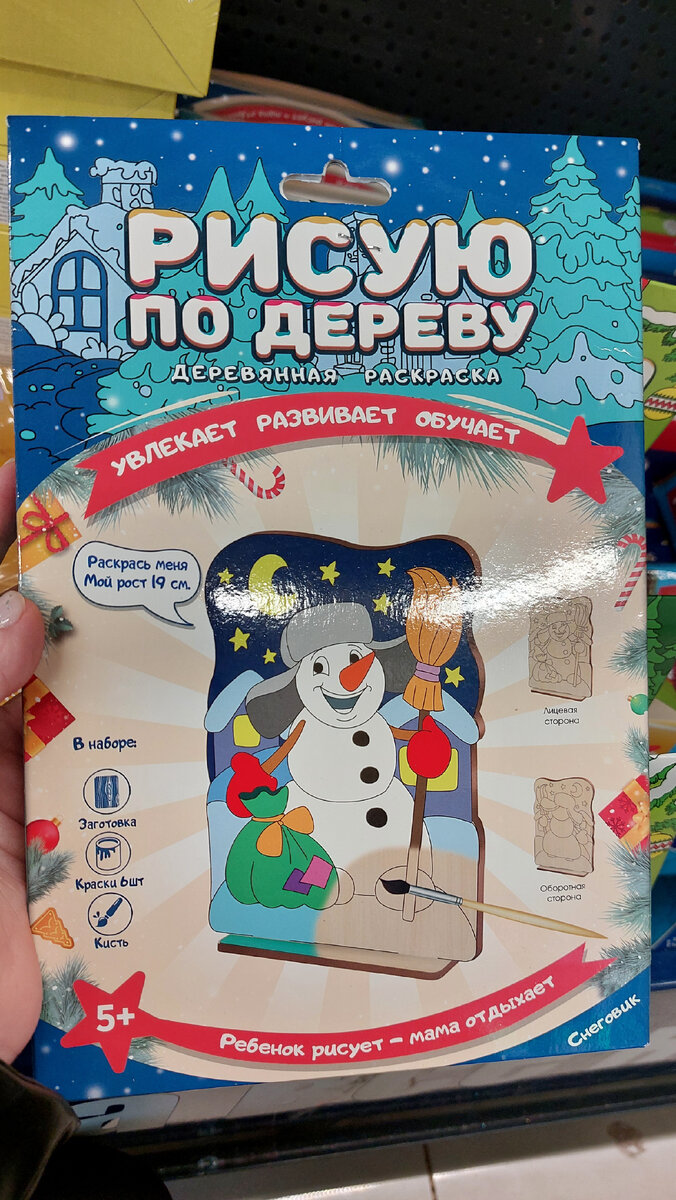 РИСУЮ
ПО ДЕРЕВУ
ДЕРЕВЯННАЯ РАСКРАСКА
УВЛЕКАЕТ РАЗВИВАЕТ ОБУЧАЕТ
Раскрась меня
Мой рост 19 см.
Лицевая
сторона
В наборе:
Заготовка
Краски 6шт
Кисть
Оборотная
сторона
5+
Ребенок рисует – мама отдыхает
Снеговик